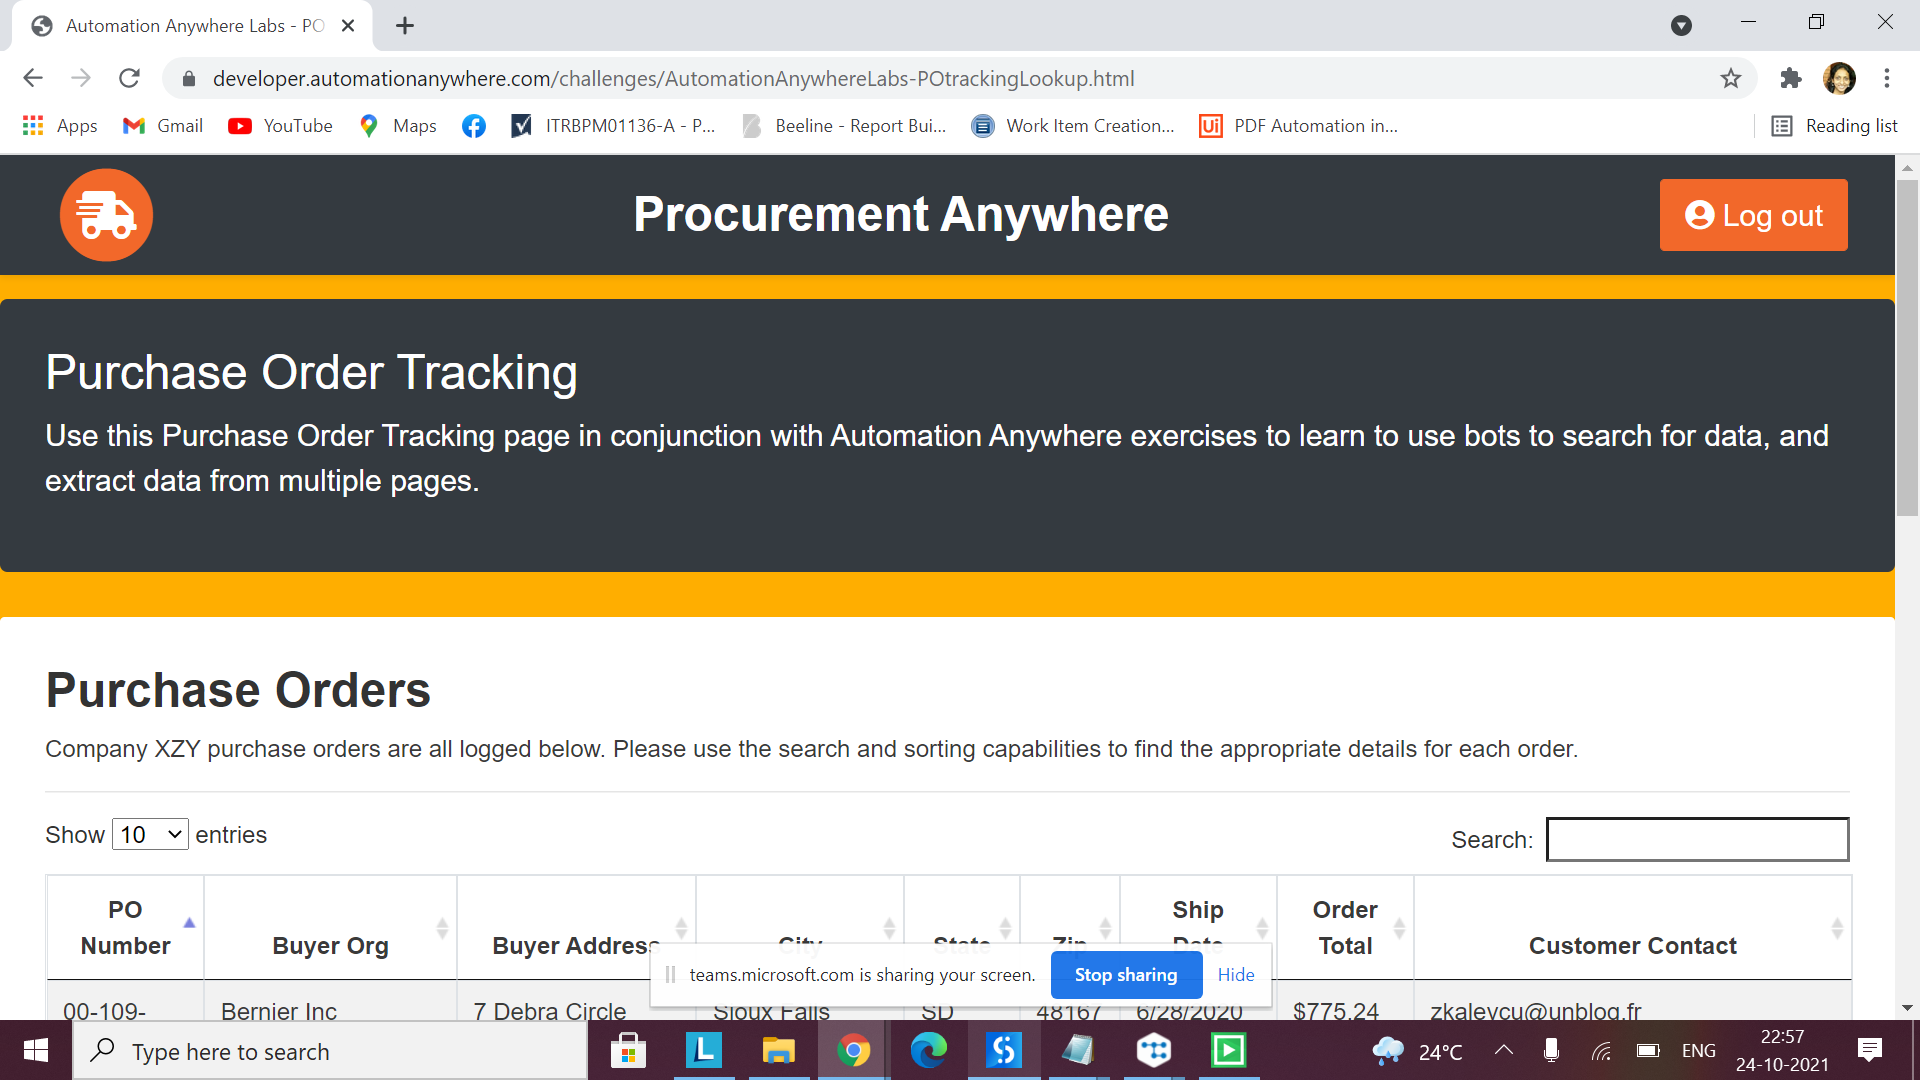 Automation Anywhere Labs - PO
developer.automationanywhere.com/challenges/AutomationAnywhereLabs-POtrackingLookup.html
Apps Gmail YouTube Maps ITRBPM01136-A - P... Beeline - Report Bui... Work Item Creation... Ui PDF Automation in... Reading list
Procurement Anywhere
Log out
Purchase Order Tracking
Use this Purchase Order Tracking page in conjunction with Automation Anywhere exercises to learn to use bots to search for data, and
extract data from multiple pages.
Purchase Orders
Company XZY purchase orders are all logged below. Please use the search and sorting capabilities to find the appropriate details for each order.
Show 10 entries
Search:
PO Number Buyer Org Buyer Address City State Zip Ship Date Order Total Customer Contact
00-109- Bernier Inc 7 Debra Circle Sioux Falls SD 48167 6/28/2020 $775.24 zkaleycu@unblog.fr
teams.microsoft.com is sharing your screen. Stop sharing Hide
Type here to search
L
24°C
ENG
22:57
24-10-2021